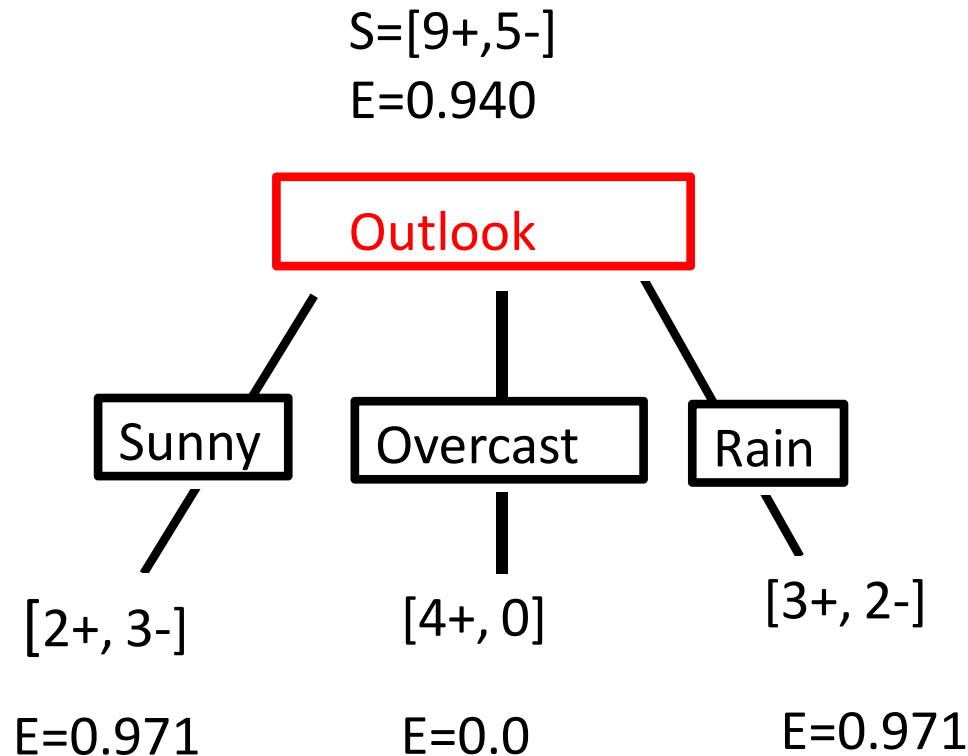 S=[9+,5-]
E=0.940
Outlook
Sunny
Overcast
Rain
[2+, 3-]
[4+, 0]
[3+, 2-]
E=0.971
E=0.0
E=0.971